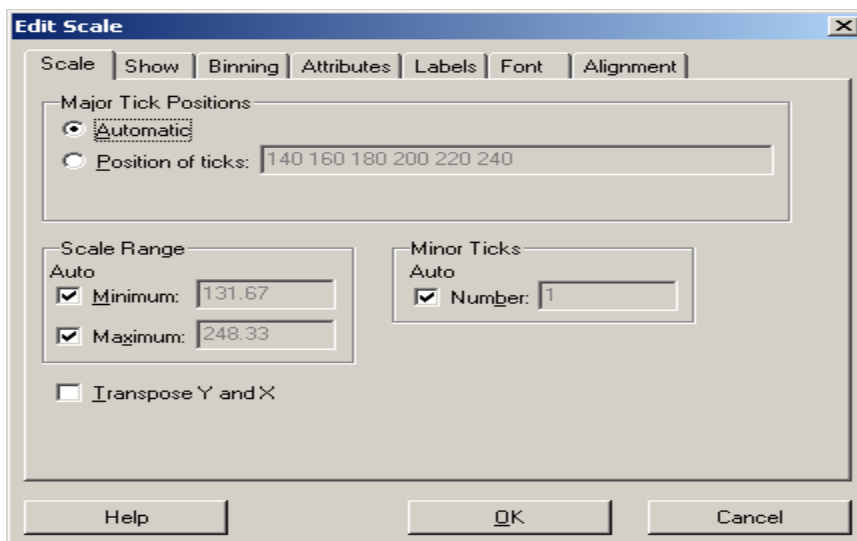 Edit Scale
Scale Show Binning Attributes Labels Font Alignment
Major Tick Positions
Automatic
Position of ticks: 140 160 180 200 220 240
Scale Range
Auto
Minimum: 131.67
Maximum: 248.33
Minor Ticks
Auto
Number: 1
Transpose Y and X
Help OK Cancel